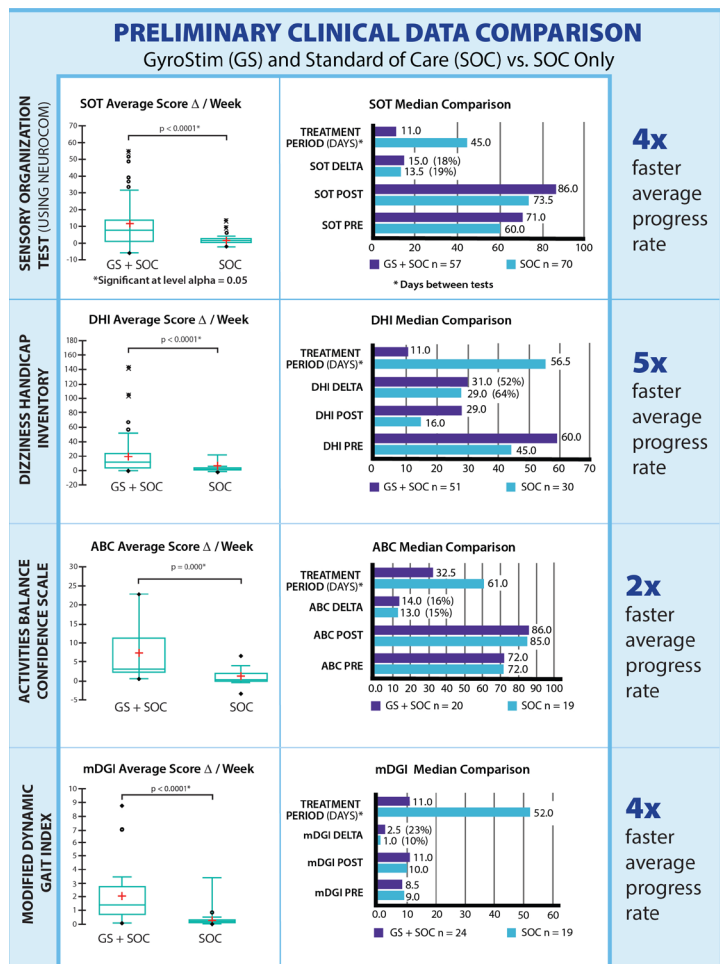 PRELIMINARY CLINICAL DATA COMPARISON
GyroStim (GS) and Standard of Care (SOC) vs. SOC Only
SENSORY ORGANIZATION
TEST (USING NEUROCOM)
SOT Average Score Δ / Week
p < 0.0001*
70
60
50
40
30
20
10
0
-10
GS + SOC
SOC
*Significant at level alpha = 0.05
SOT Median Comparison
TREATMENT
PERIOD (DAYS)*
11.0
45.0
SOT DELTA
15.0 (18%)
13.5 (19%)
SOT POST
86.0
73.5
SOT PRE
71.0
60.0
0 20 40 60 80 100
GS + SOC n = 57
SOC n = 70
* Days between tests
4x
faster
average
progress
rate
DIZZINESS HANDICAP
INVENTORY
DHI Average Score Δ / Week
p < 0.0001*
180
160
140
120
100
80
60
40
20
0
-20
GS + SOC
SOC
DHI Median Comparison
TREATMENT
PERIOD (DAYS)*
11.0
56.5
DHI DELTA
31.0 (52%)
29.0 (64%)
DHI POST
29.0
16.0
DHI PRE
60.0
45.0
0 10 20 30 40 50 60 70
GS + SOC n = 51
SOC n = 30
5x
faster
average
progress
rate
ACTIVITIES BALANCE
CONFIDENCE SCALE
ABC Average Score Δ / Week
p = 0.000*
30
25
20
15
10
5
0
-5
GS + SOC
SOC
ABC Median Comparison
TREATMENT
PERIOD (DAYS)*
32.5
61.0
ABC DELTA
14.0 (16%)
13.0 (15%)
ABC POST
86.0
85.0
ABC PRE
72.0
72.0
0.0 10 20 30 40 50 60 70 80 90 100
GS + SOC n = 20
SOC n = 19
2x
faster
average
progress
rate
MODIFIED DYNAMIC
GAIT INDEX
mDGI Average Score Δ / Week
p < 0.0001*
10
9
8
7
6
5
4
3
2
1
0
GS + SOC
SOC
mDGI Median Comparison
TREATMENT
PERIOD (DAYS)*
11.0
52.0
mDGI DELTA
2.5 (23%)
1.0 (10%)
mDGI POST
11.0
10.0
mDGI PRE
8.5
9.0
0.0 10 20 30 40 50 60
GS + SOC n = 24
SOC n = 19
4x
faster
average
progress
rate